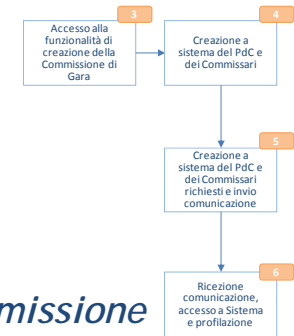 3
Accesso alla
funzionalità di
creazione della
Commissione di
Gara
4
Creazione a
sistema del PdC e
dei Commissari
5
Creazione a
sistema del PdC e
dei Commissari
richiesti e invio
comunicazione
6
Ricezione
comunicazione,
accesso a Sistema
e profilazione
missione